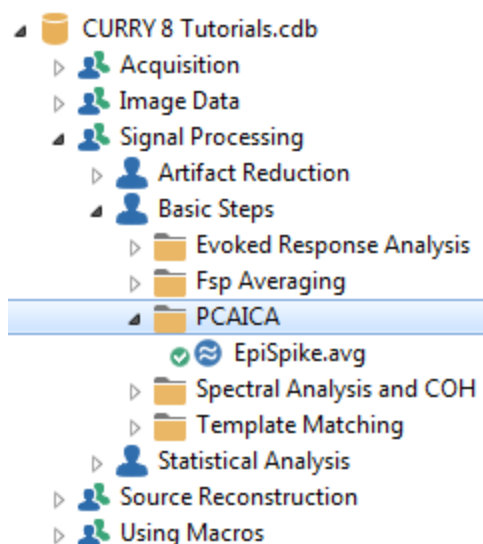 CURRY 8 Tutorials.cdb
Acquisition
Image Data
Signal Processing
Artifact Reduction
Basic Steps
Evoked Response Analysis
Fsp Averaging
PCAICA
EpiSpike.avg
Spectral Analysis and COH
Template Matching
Statistical Analysis
Source Reconstruction
Using Macros